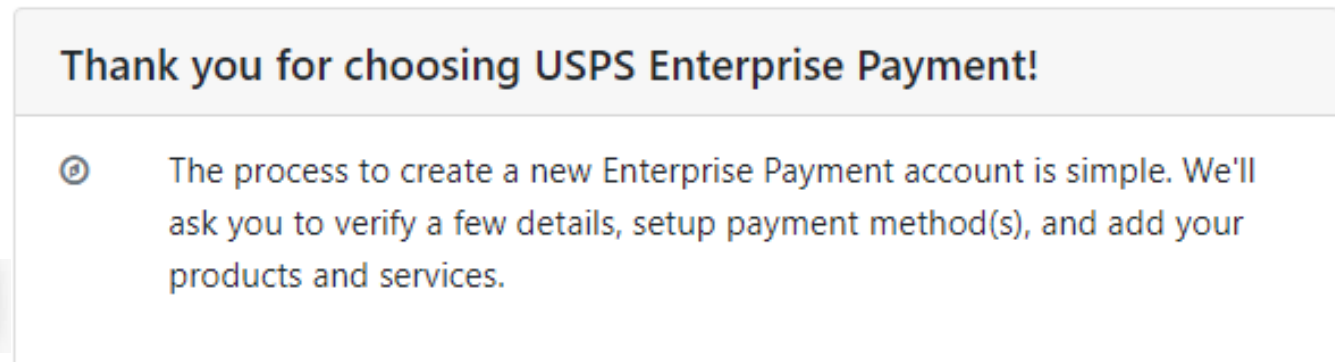 Thank you for choosing USPS Enterprise Payment!
The process to create a new Enterprise Payment account is simple. We'll
ask you to verify a few details, setup payment method(s), and add your
products and services.